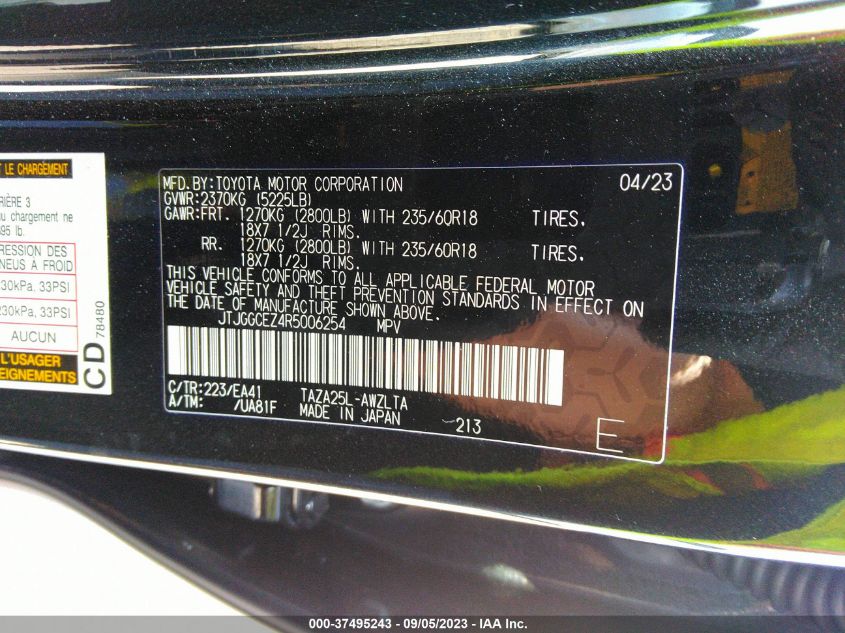 T LE CHARGEMENT
RIÈRE 3
u chargement ne
95 lb.
RESSION DES
NEUS À FROID
30kPa, 33PSI
230kPa, 33PSI
AUCUN
L'USAGER
EIGNEMENTS
CD 78480
MFD.BY:TOYOTA MOTOR CORPORATION 04/23
GVWR:2370KG (5225LB)
GAWR:FRT. 1270KG (2800LB) WITH 235/60R18 TIRES.
18X7 1/2J RIMS.
RR. 1270KG (2800LB) WITH 235/60R18 TIRES.
18X7 1/2J RIMS.
THIS VEHICLE CONFORMS TO ALL APPLICABLE FEDERAL MOTOR
VEHICLE SAFETY AND THEFT PREVENTION STANDARDS IN EFFECT ON
THE DATE OF MANUFACTURE SHOWN ABOVE.
JTJGGCEZ4R5006254 MPV
C/TR:223/EA41 TAZA25L-AWZLTA
A/TM: /UA81F MADE IN JAPAN 213
E
000-37495243 - 09/05/2023 - IAA Inc.